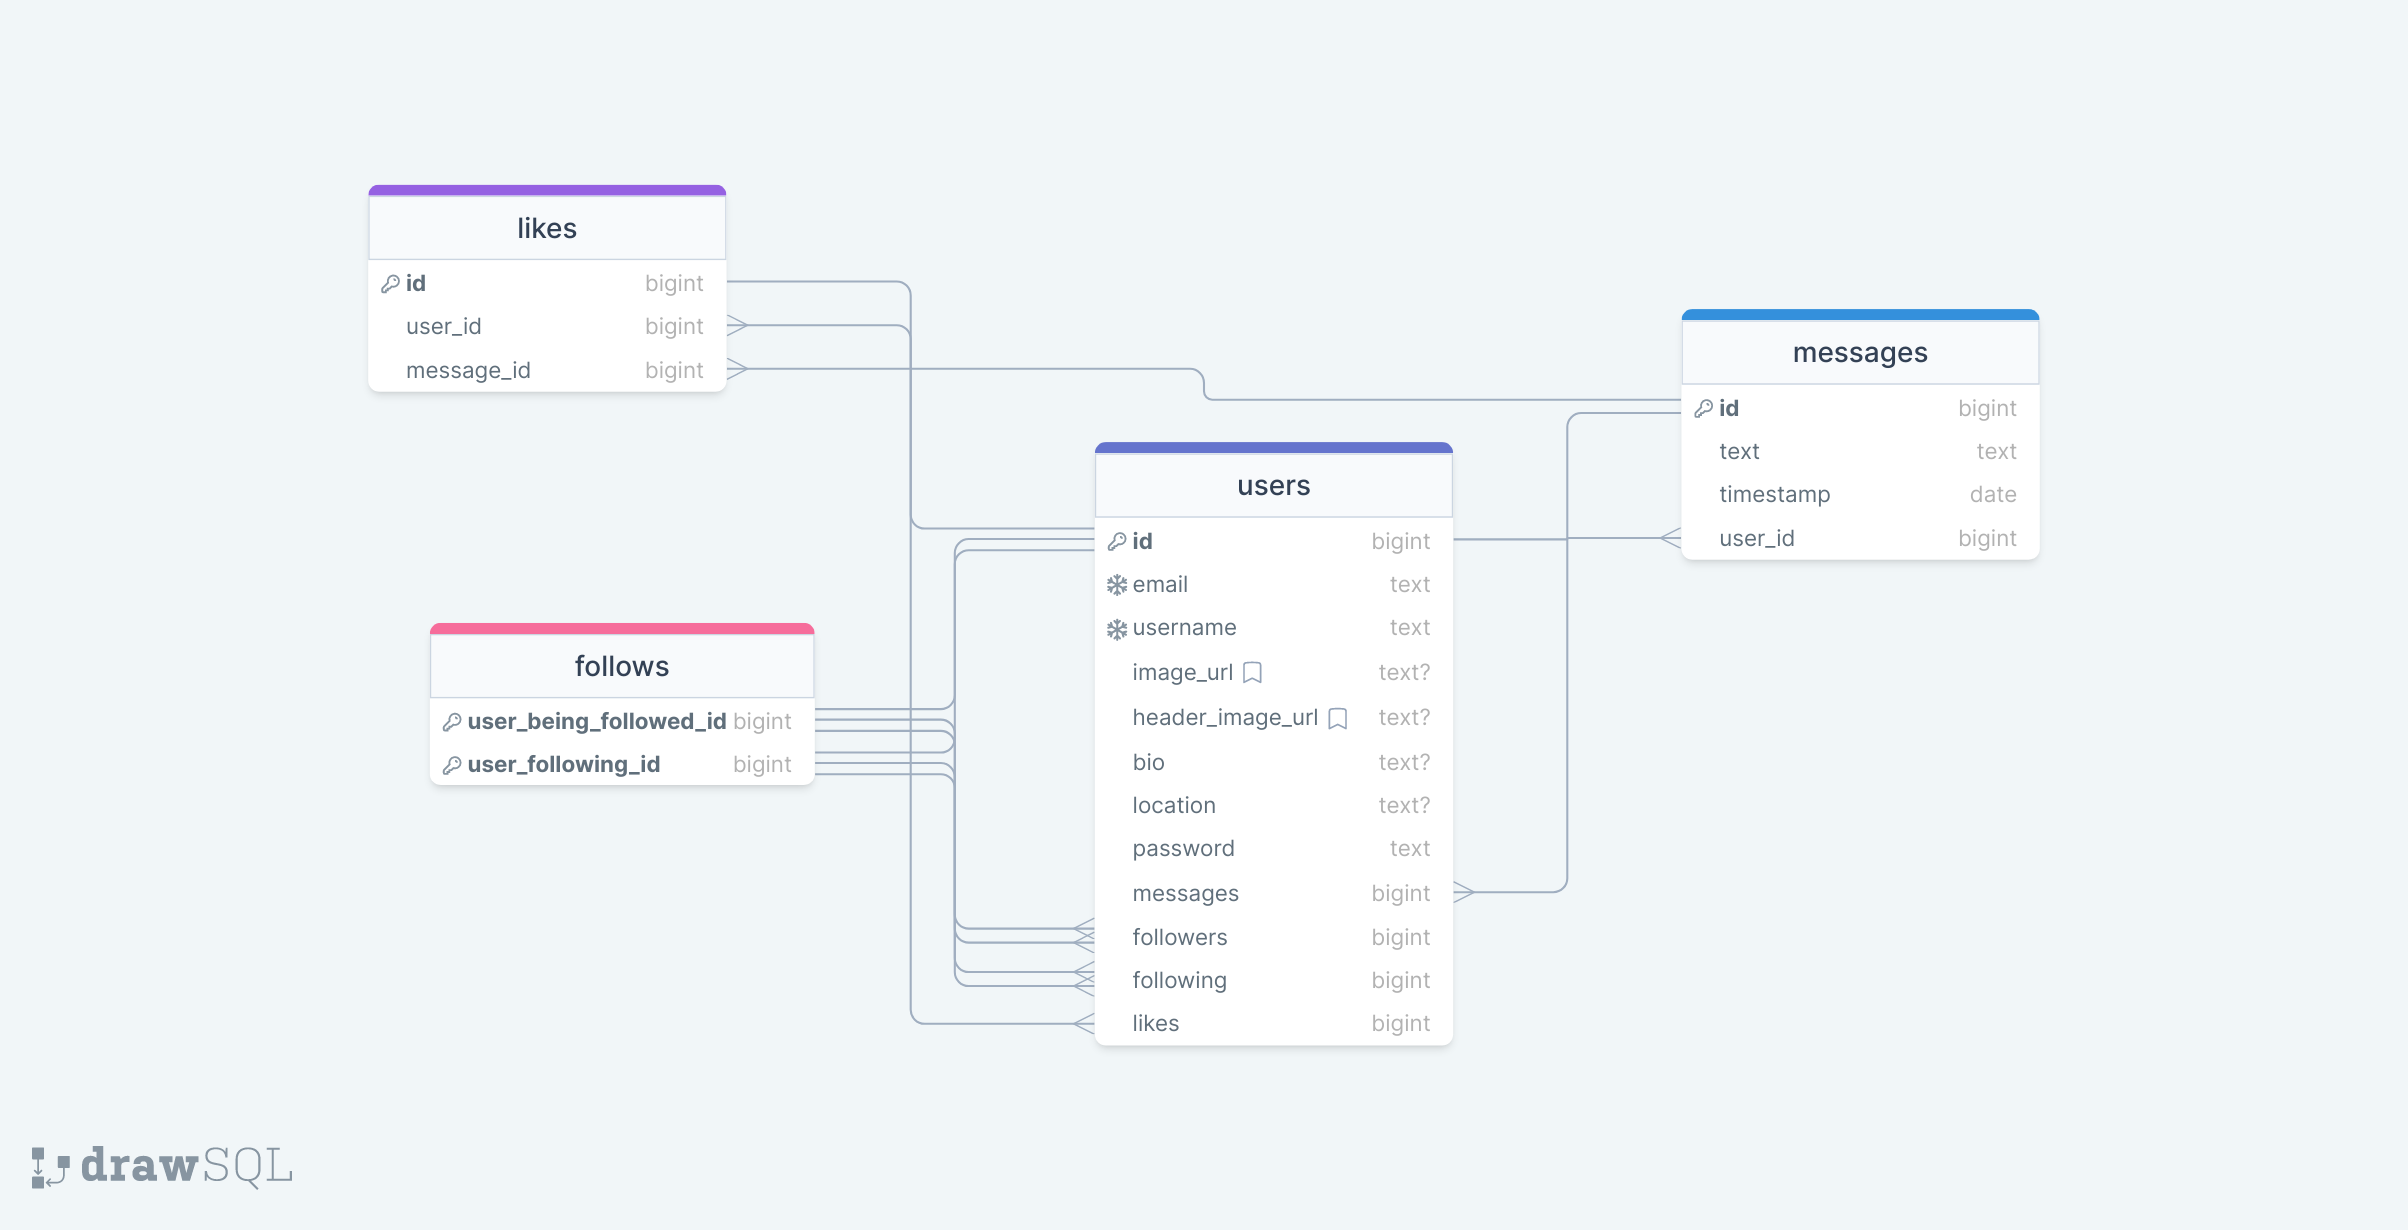 likes
id bigint
user_id bigint
message_id bigint
messages
id bigint
text text
timestamp date
user_id bigint
users
id bigint
email text
username text
image_url text?
header_image_url text?
bio text?
location text?
password text
messages bigint
followers bigint
following bigint
likes bigint
follows
user_being_followed_id bigint
user_following_id bigint
drawSQL